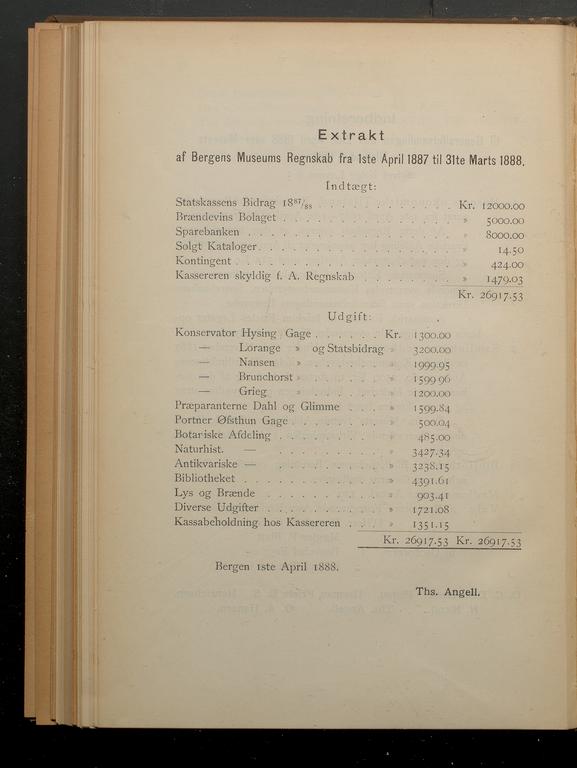 Extrakt
af Bergens Museums Regnskab fra 1ste April 1887 til 31te Marts 1888.
Indtægt:
Statskassens Bidrag 18⁸⁷/₈₈ . . . . . . . . . . . Kr. 12000.00
Brændevins Bolaget . . . . . . . . . . . . . . » 5000.00
Sparebanken . . . . . . . . . . . . . . . . » 8000.00
Solgt Kataloger . . . . . . . . . . . . . . . » 14.50
Kontingent . . . . . . . . . . . . . . . . . » 424.00
Kassereren skyldig f. A. Regnskab . . . . . . . . » 1479.03
Kr. 26917.53
Udgift:
Konservator Hysing Gage . . . . . . Kr. 1300.00
— Lorange » og Statsbidrag » 3200.00
— Nansen » . . . . . . » 1999.95
— Brunchorst » . . . . . . » 1599 96
— Grieg » . . . . . . » 1200.00
Præparanterne Dahl og Glimme . . . » 1599.84
Portner Øfsthun Gage . . . . . . . » 500.04
Botariske Afdeling . . . . . . . . » 485.00
Naturhist. — . . . . . . . . » 3427.34
Antikvariske — . . . . . . . . » 3238.15
Bibliotheket . . . . . . . . . . . » 4391.61
Lys og Brænde . . . . . . . . . » 903.41
Diverse Udgifter . . . . . . . . . » 1721.08
Kassabeholdning hos Kassereren . . . » 1351.15
Kr. 26917.53 Kr. 26917.53
Bergen 1ste April 1888.
Ths. Angell.